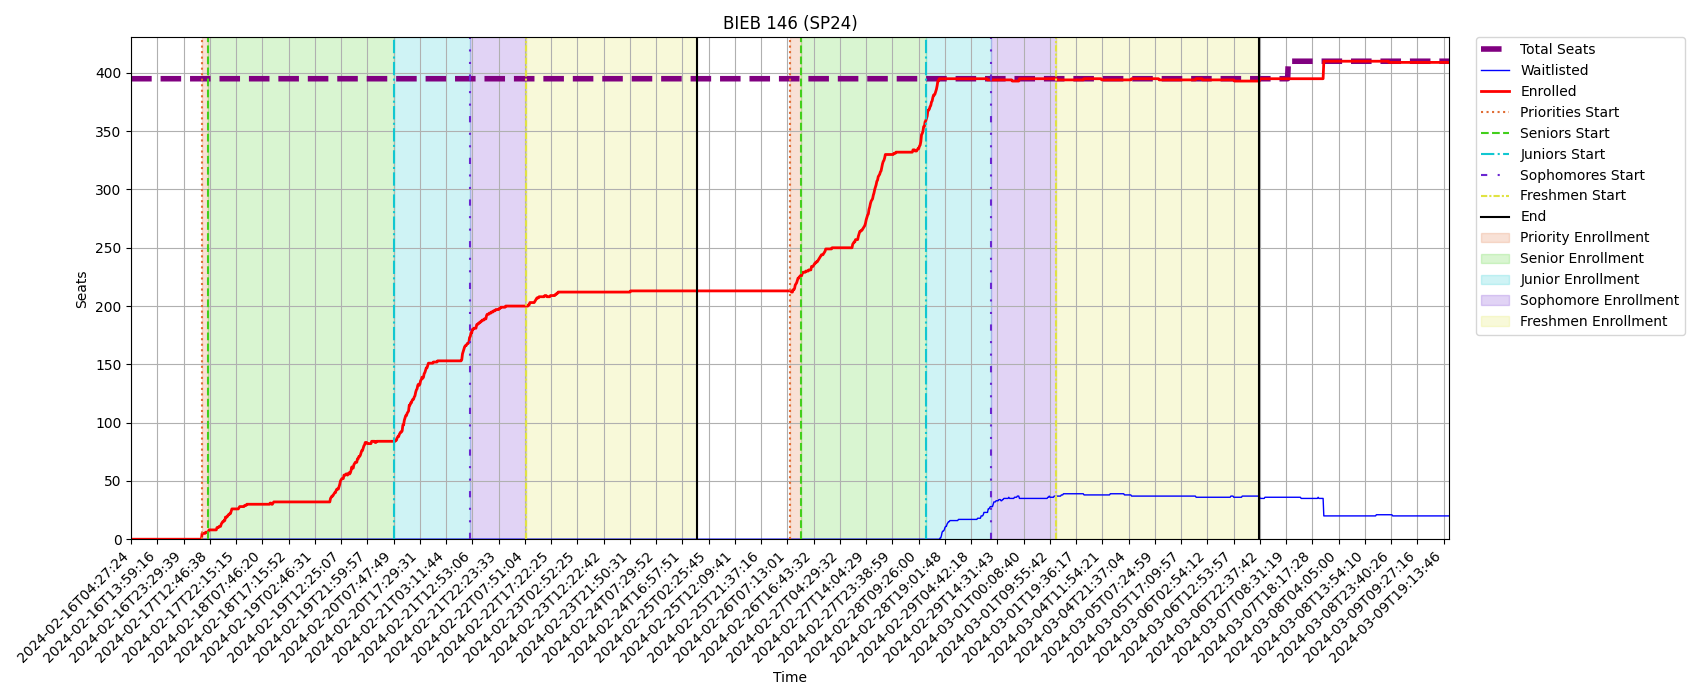 BIEB 146 (SP24)
Seats
400
350
300
250
200
150
100
50
0
2024-02-16T04:27:24
2024-02-16T13:59:16
2024-02-16T23:29:39
2024-02-17T12:46:38
2024-02-17T22:15:15
2024-02-18T07:46:20
2024-02-18T17:15:52
2024-02-19T02:46:31
2024-02-19T12:25:07
2024-02-19T21:59:57
2024-02-20T07:47:49
2024-02-20T17:29:31
2024-02-21T03:11:44
2024-02-21T12:53:06
2024-02-21T22:23:33
2024-02-22T07:51:04
2024-02-22T17:22:25
2024-02-23T02:52:25
2024-02-23T12:22:42
2024-02-23T21:50:31
2024-02-24T07:29:52
2024-02-24T16:57:51
2024-02-25T02:25:45
2024-02-25T12:09:41
2024-02-25T21:37:16
2024-02-26T07:13:01
2024-02-26T16:43:32
2024-02-27T04:29:32
2024-02-27T14:04:29
2024-02-27T23:38:59
2024-02-28T09:26:00
2024-02-28T19:01:48
2024-02-29T04:42:18
2024-02-29T14:31:43
2024-03-01T00:08:40
2024-03-01T09:55:42
2024-03-01T19:36:17
2024-03-04T11:54:21
2024-03-04T21:37:04
2024-03-05T07:24:59
2024-03-05T17:09:57
2024-03-06T02:54:12
2024-03-06T12:53:57
2024-03-06T22:37:42
2024-03-07T08:31:19
2024-03-07T18:17:28
2024-03-08T04:05:00
2024-03-08T13:54:10
2024-03-08T23:40:26
2024-03-09T09:27:16
2024-03-09T19:13:46
Time
Total Seats
Waitlisted
Enrolled
Priorities Start
Seniors Start
Juniors Start
Sophomores Start
Freshmen Start
End
Priority Enrollment
Senior Enrollment
Junior Enrollment
Sophomore Enrollment
Freshmen Enrollment